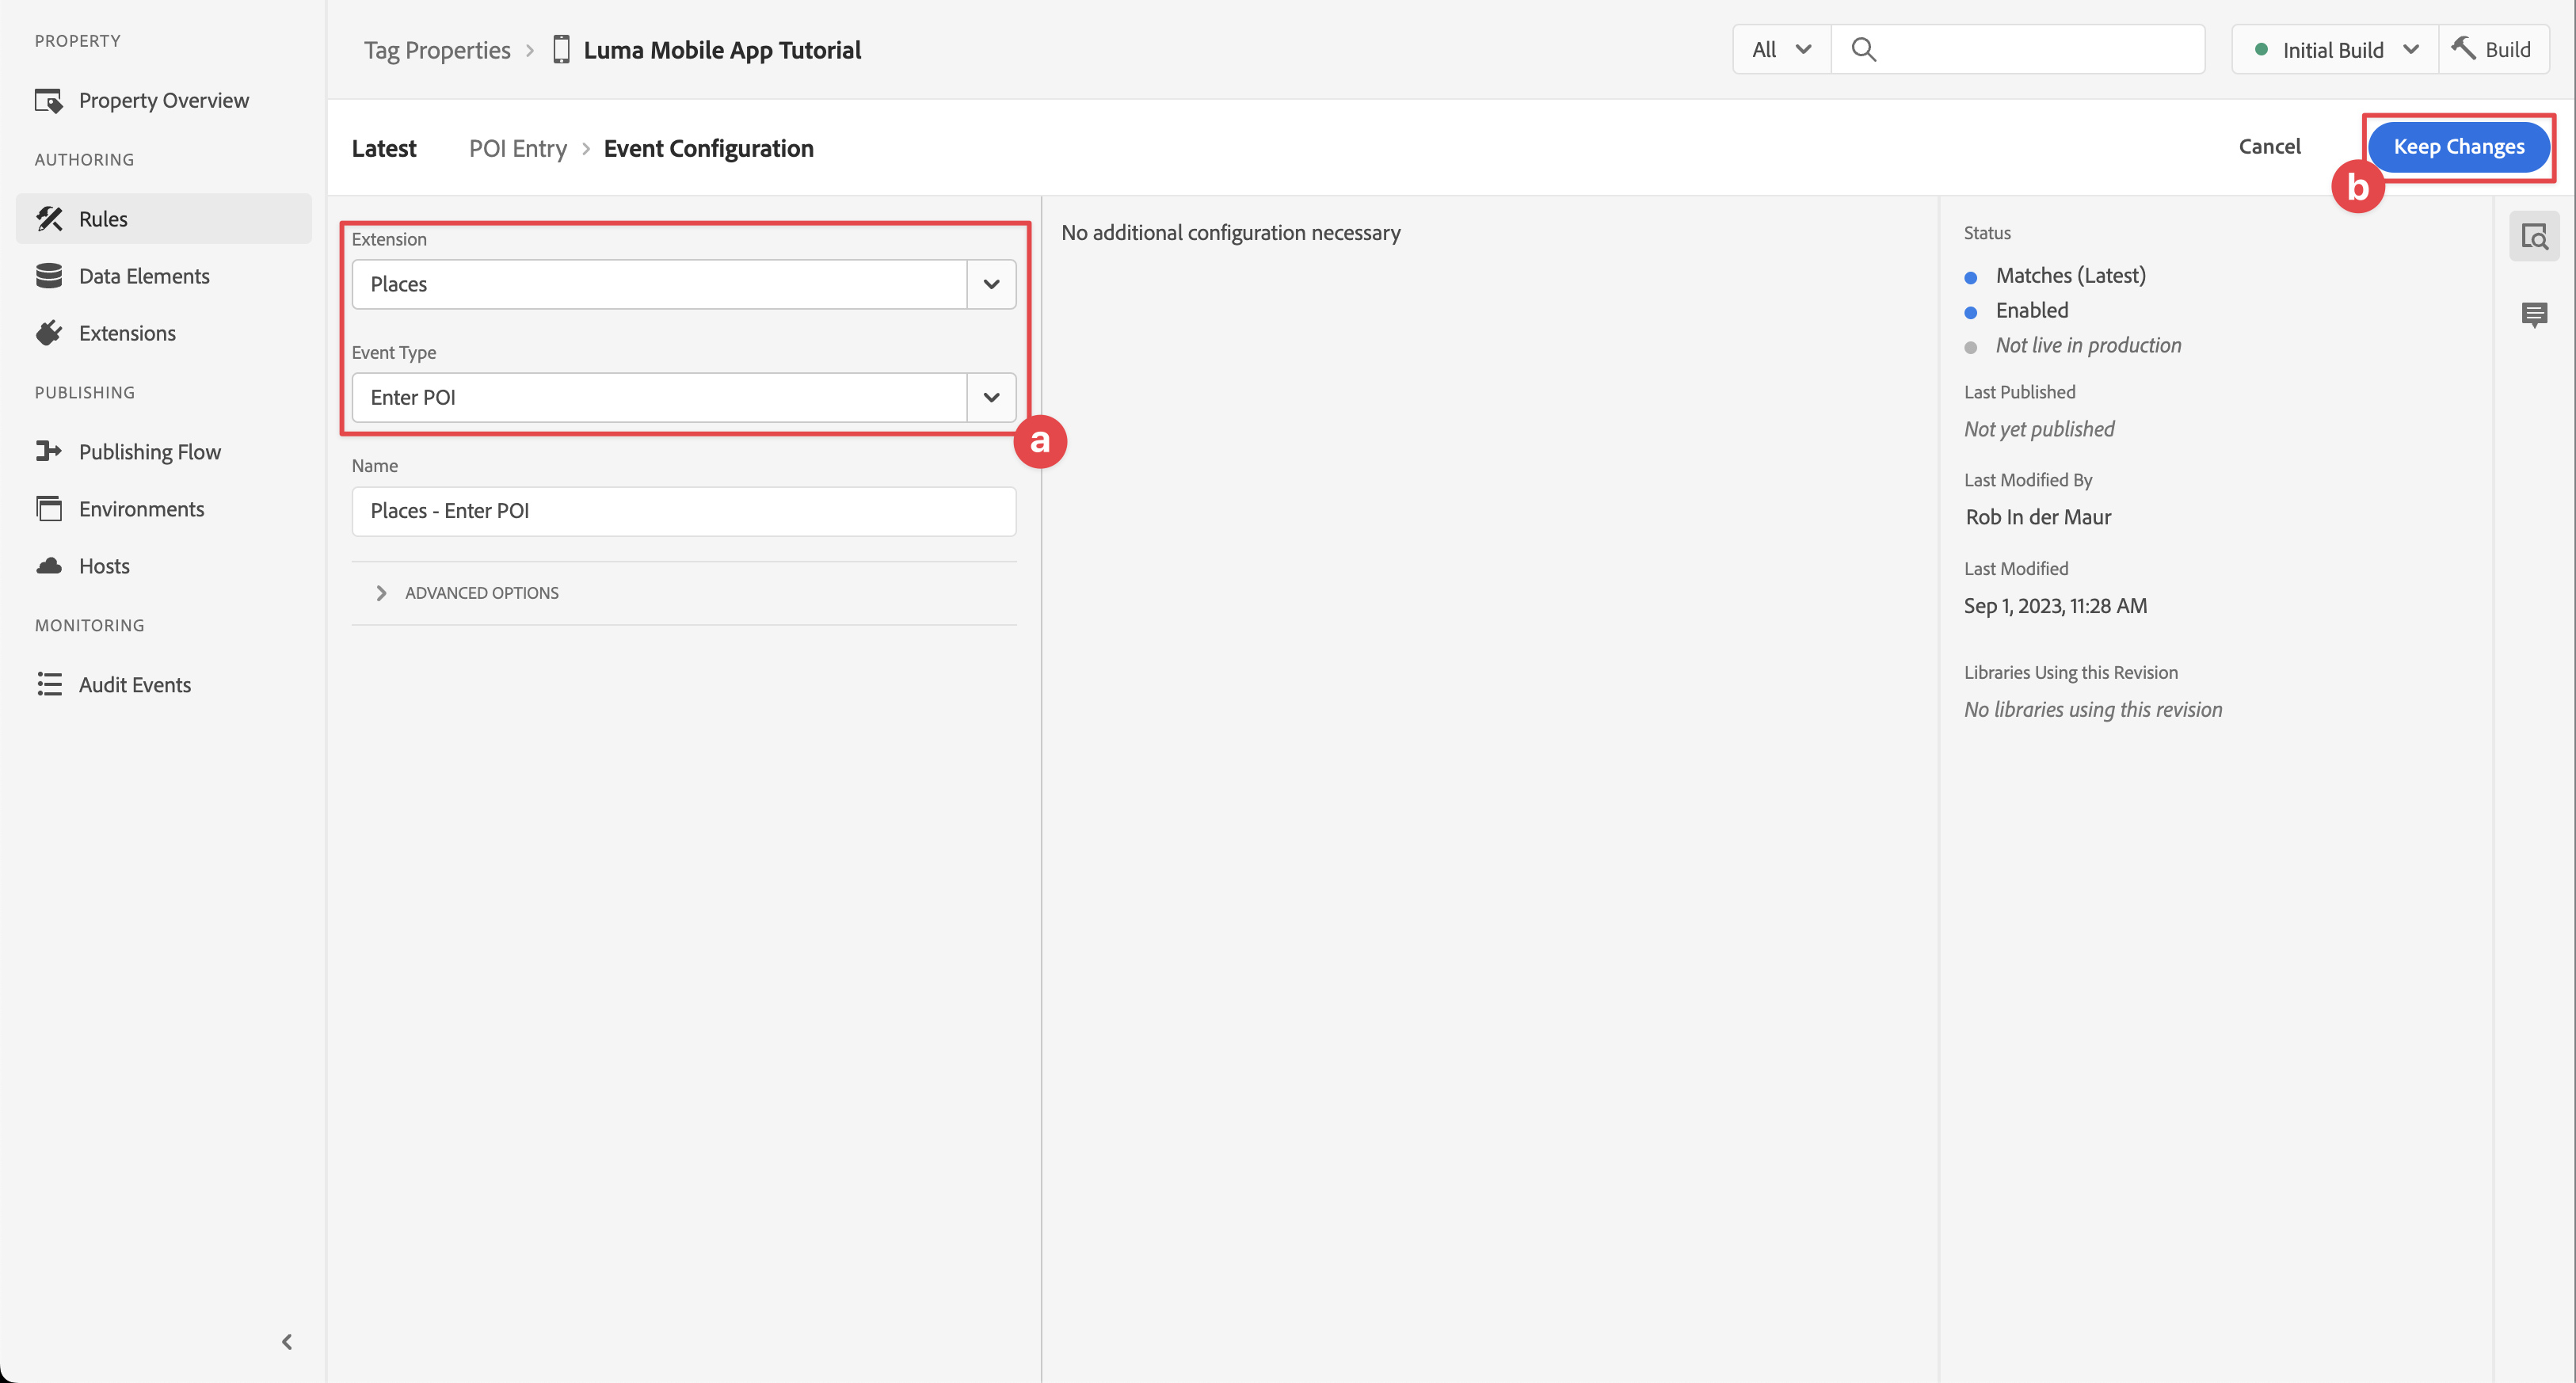 PROPERTY
Property Overview
AUTHORING
Rules
Data Elements
Extensions
PUBLISHING
Publishing Flow
Environments
Hosts
MONITORING
Audit Events
Tag Properties
Luma Mobile App Tutorial
All
Initial Build
Build
Latest
POI Entry
Event Configuration
Cancel
Keep Changes
b
Extension
Places
Event Type
Enter POI
a
Name
Places - Enter POI
ADVANCED OPTIONS
No additional configuration necessary
Status
Matches (Latest)
Enabled
Not live in production
Last Published
Not yet published
Last Modified By
Rob In der Maur
Last Modified
Sep 1, 2023, 11:28 AM
Libraries Using this Revision
No libraries using this revision